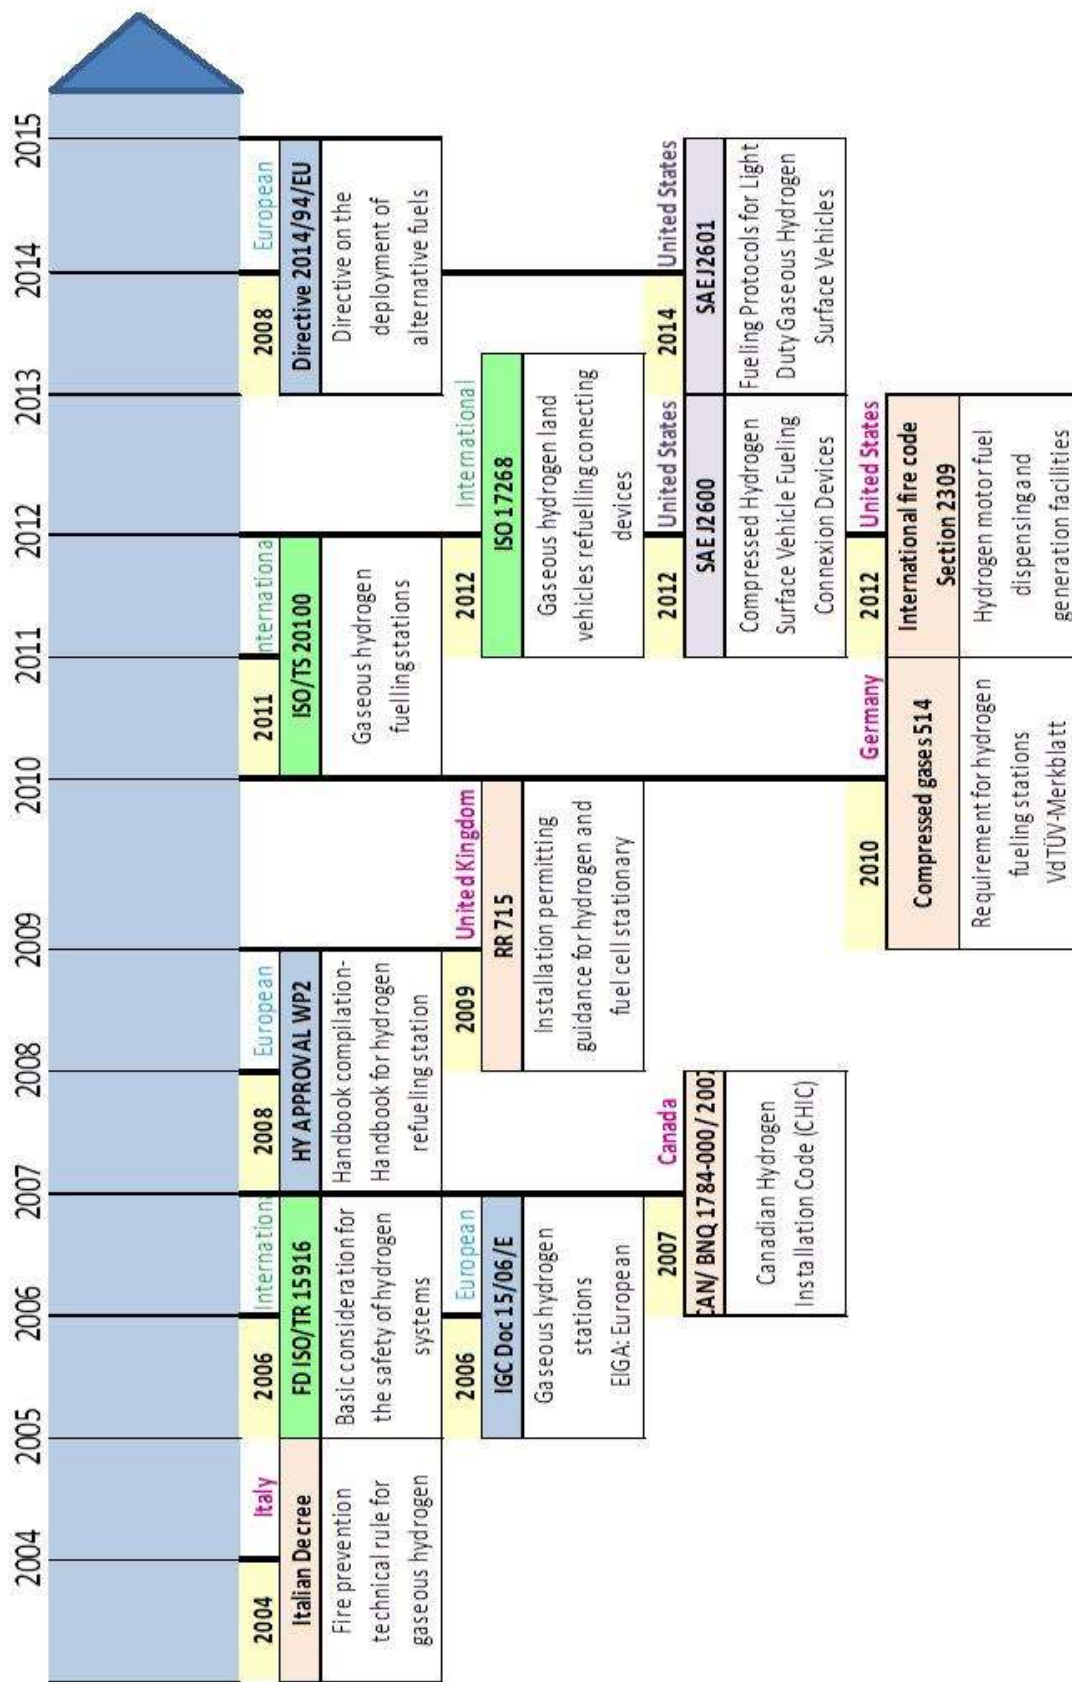 2004
2005
2006
2007
2008
2009
2010
2011
2012
2013
2014
2015
2004
Italy
Italian Decree
Fire prevention
technical rule for
gaseous hydrogen
2006
Internationa
FD ISO/TR 15916
Basic consideration for
the safety of hydrogen
systems
2008
European
HY APPROVAL WP2
Handbook compilation-
Handbook for hydrogen
refueling station
2011
nternationa
ISO/TS 20100
Gaseous hydrogen
fuelling stations
2008
European
Directive 2014/94/EU
Directive on the
deployment of
alternative fuels
2006
European
IGC Doc 15/06/E
Gaseous hydrogen
stations
EIGA: European
2009
United Kingdom
RR 715
Installation permitting
guidance for hydrogen and
fuel cell stationary
2012
International
ISO 17268
Gaseous hydrogen land
vehicles refuelling conecting
devices
2007
Canada
CAN/ BNQ 1784-000/ 2007
Canadian Hydrogen
Installation Code (CHIC)
2012
United States
SAE J2600
Compressed Hydrogen
Surface Vehicle Fueling
Connexion Devices
2014
United States
SAE J2601
Fueling Protocols for Light
Duty Gaseous Hydrogen
Surface Vehicles
2010
Germany
Compressed gases 514
Requirement for hydrogen
fueling stations
VdTÜV-Merkblatt
2012
United States
International fire code
Section 2309
Hydrogen motor fuel
dispensing and
generation facilities